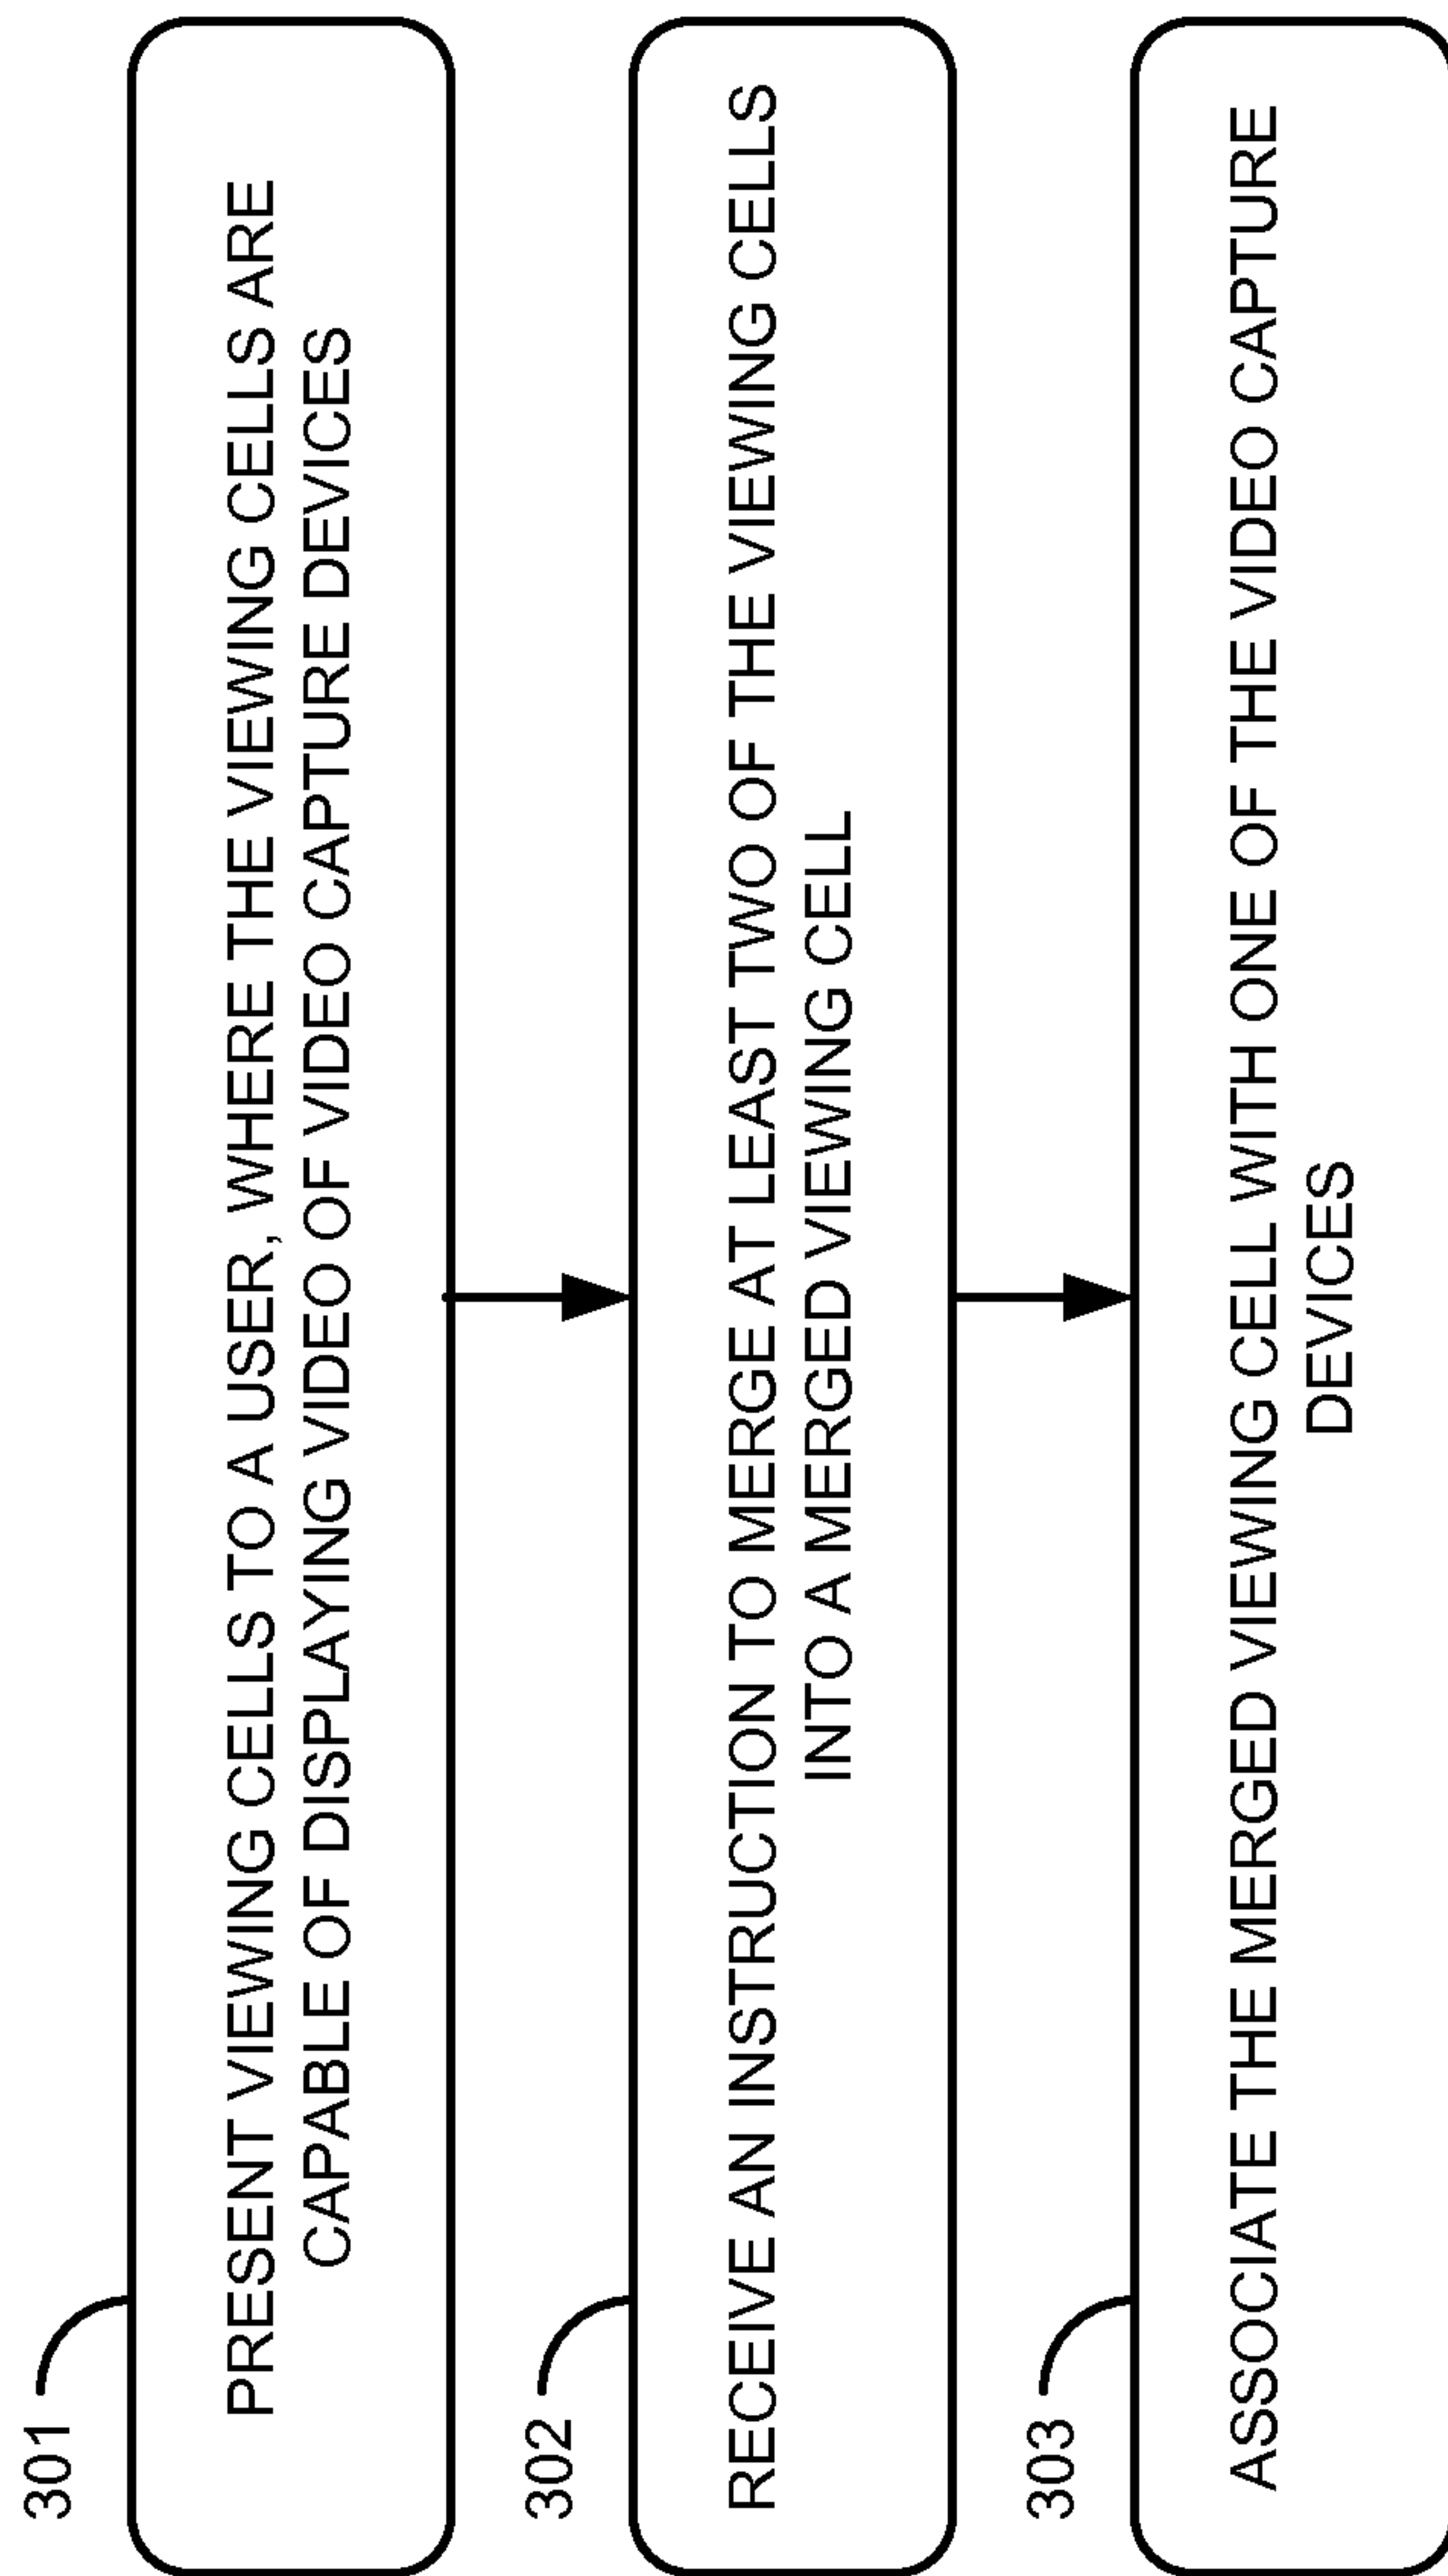 301
PRESENT VIEWING CELLS TO A USER, WHERE THE VIEWING CELLS ARE
CAPABLE OF DISPLAYING VIDEO OF VIDEO CAPTURE DEVICES
302
RECEIVE AN INSTRUCTION TO MERGE AT LEAST TWO OF THE VIEWING CELLS
INTO A MERGED VIEWING CELL
303
ASSOCIATE THE MERGED VIEWING CELL WITH ONE OF THE VIDEO CAPTURE
DEVICES